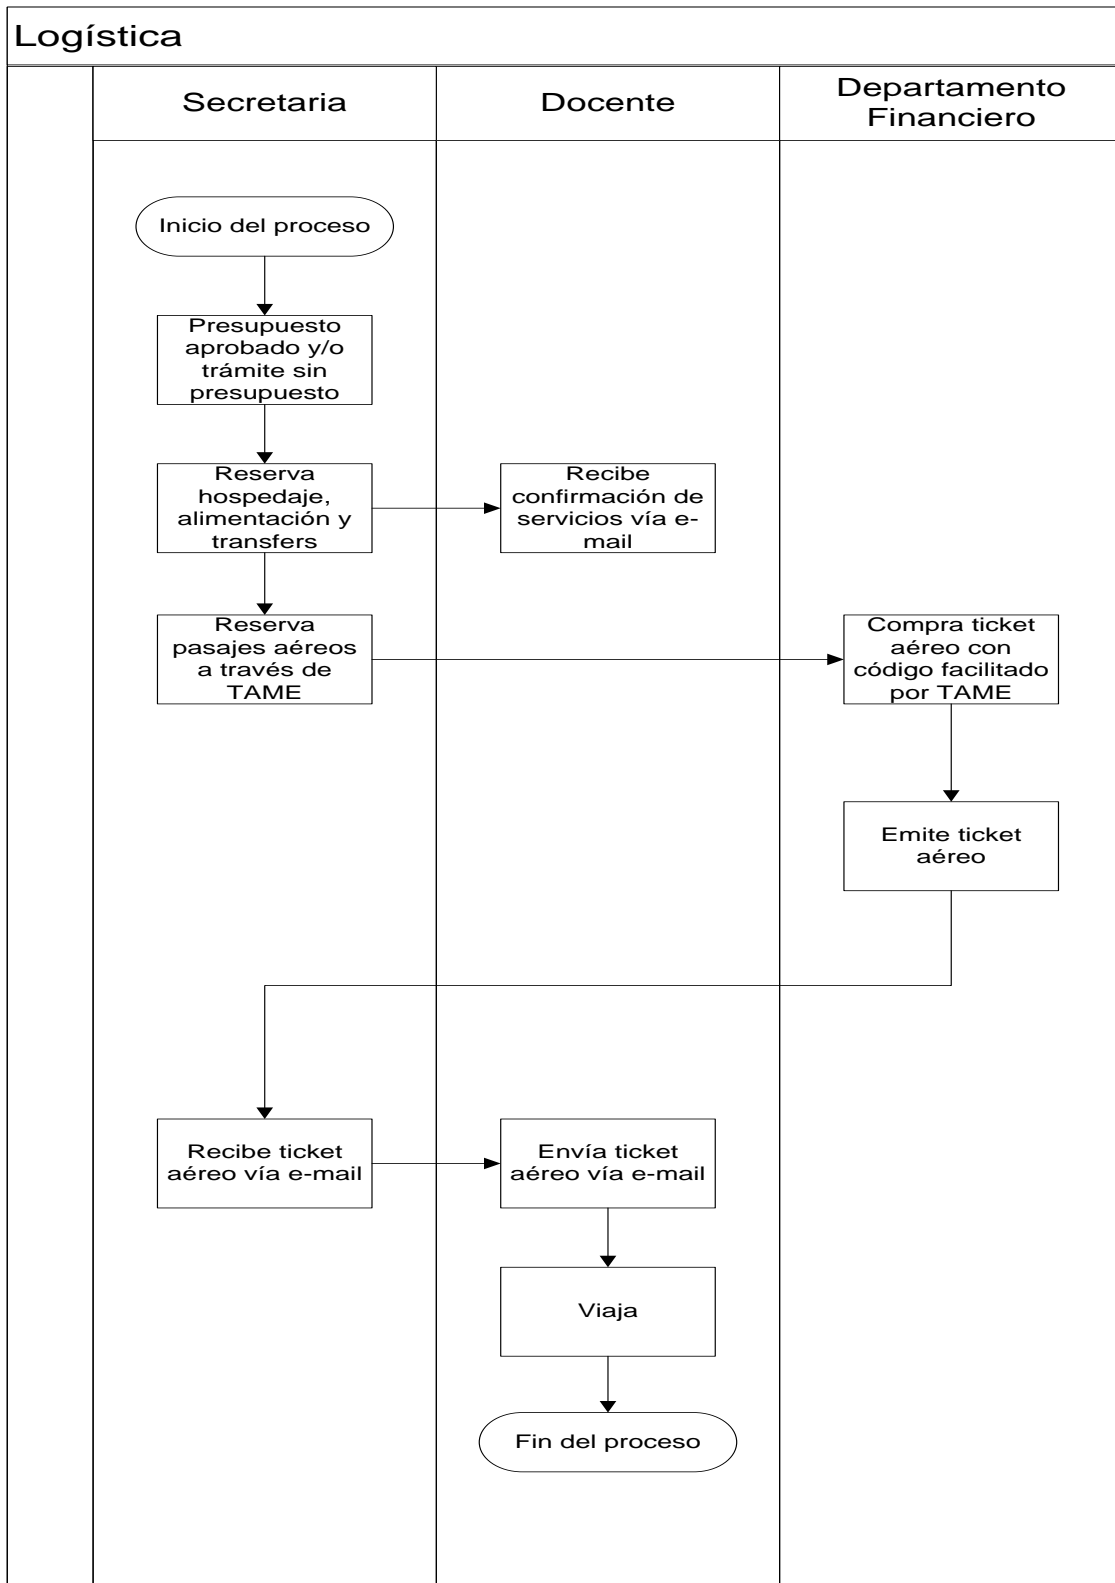 Logística
Secretaria
Docente
Departamento
Financiero
Inicio del proceso
Presupuesto
aprobado y/o
trámite sin
presupuesto
Reserva
hospedaje,
alimentación y
transfers
Recibe
confirmación de
servicios vía e-
mail
Reserva
pasajes aéreos
a través de
TAME
Compra ticket
aéreo con
código facilitado
por TAME
Emite ticket
aéreo
Recibe ticket
aéreo vía e-mail
Envía ticket
aéreo vía e-mail
Viaja
Fin del proceso